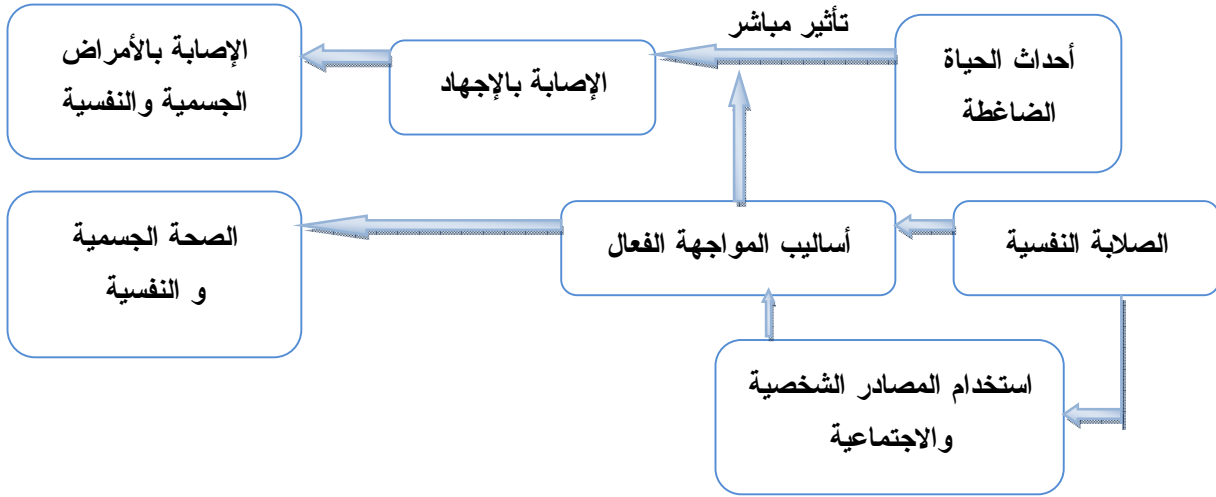 تأثير مباشر
أحداث الحياة
الضاغطة
الإصابة بالإجهاد
الإصابة بالأمراض
الجسمية والنفسية
الصلابة النفسية
أساليب المواجهة الفعال
الصحة الجسمية
و النفسية
استخدام المصادر الشخصية
والاجتماعية